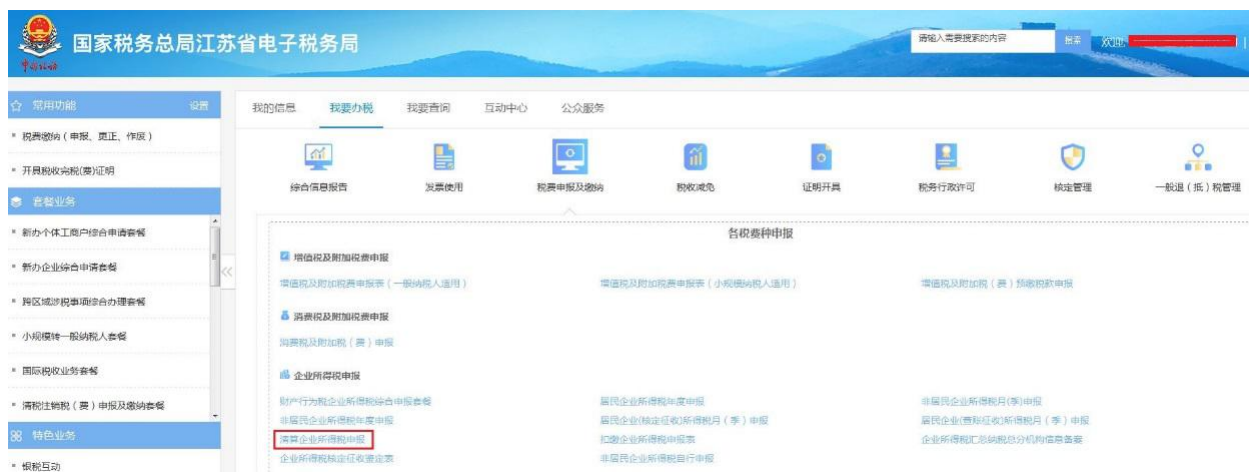 国家税务总局江苏省电子税务局
请输入需要搜索的内容
搜索
欢迎,
常用功能
设置
税费缴纳(申报、更正、作废)
开具税收完税(费)证明
套餐业务
新办个体工商户综合申请套餐
新办企业综合申请套餐
跨区域涉税事项综合办理套餐
小规模转一般纳税人套餐
国际税收业务套餐
清税注销税(费)申报及缴纳套餐
特色业务
银税互动
我的信息 我要办税 我要查询 互动中心 公众服务
综合信息报告 发票使用 税费申报及缴纳 税收减免 证明开具 税务行政许可 核定管理 一般退(抵)税管理
各税费种申报
增值税及附加税费申报
增值税及附加税费申报表(一般纳税人适用) 增值税及附加税费申报表(小规模纳税人适用) 增值税及附加税(费)预缴税款申报
消费税及附加税费申报
消费税及附加税(费)申报
企业所得税申报
财产行为税企业所得税综合申报套餐 居民企业所得税年度申报 非居民企业所得税月(季)申报
非居民企业所得税年度申报 居民企业(核定征收)所得税月(季)申报 居民企业(查账征收)所得税月(季)申报
清算企业所得税申报 扣缴企业所得税申报表 企业所得税汇总纳税总分机构信息备案
企业所得税核定征收鉴定表 非居民企业所得税自行申报